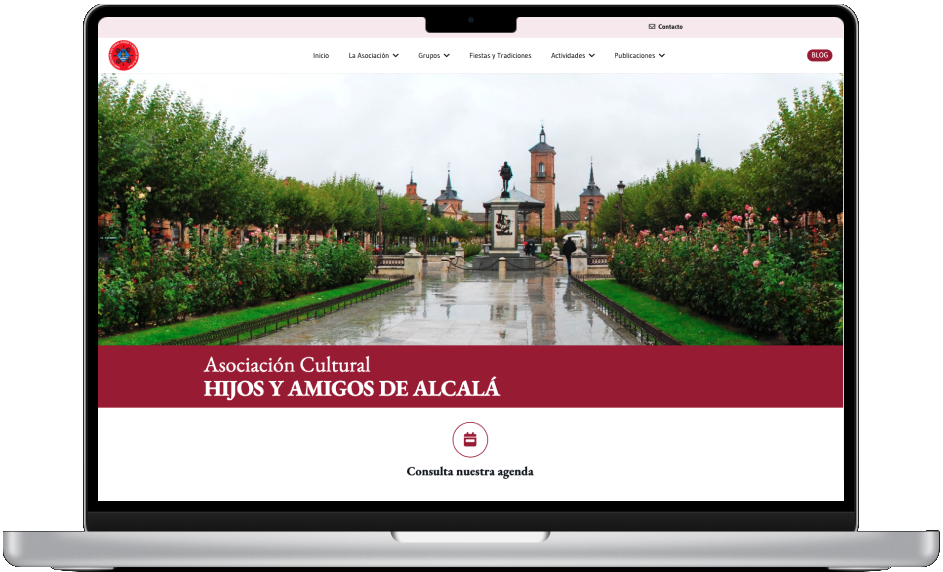 Contacto
Inicio La Asociación Grupos Fiestas y Tradiciones Actividades Publicaciones BLOG
Asociación Cultural
HIJOS Y AMIGOS DE ALCALÁ
Consulta nuestra agenda